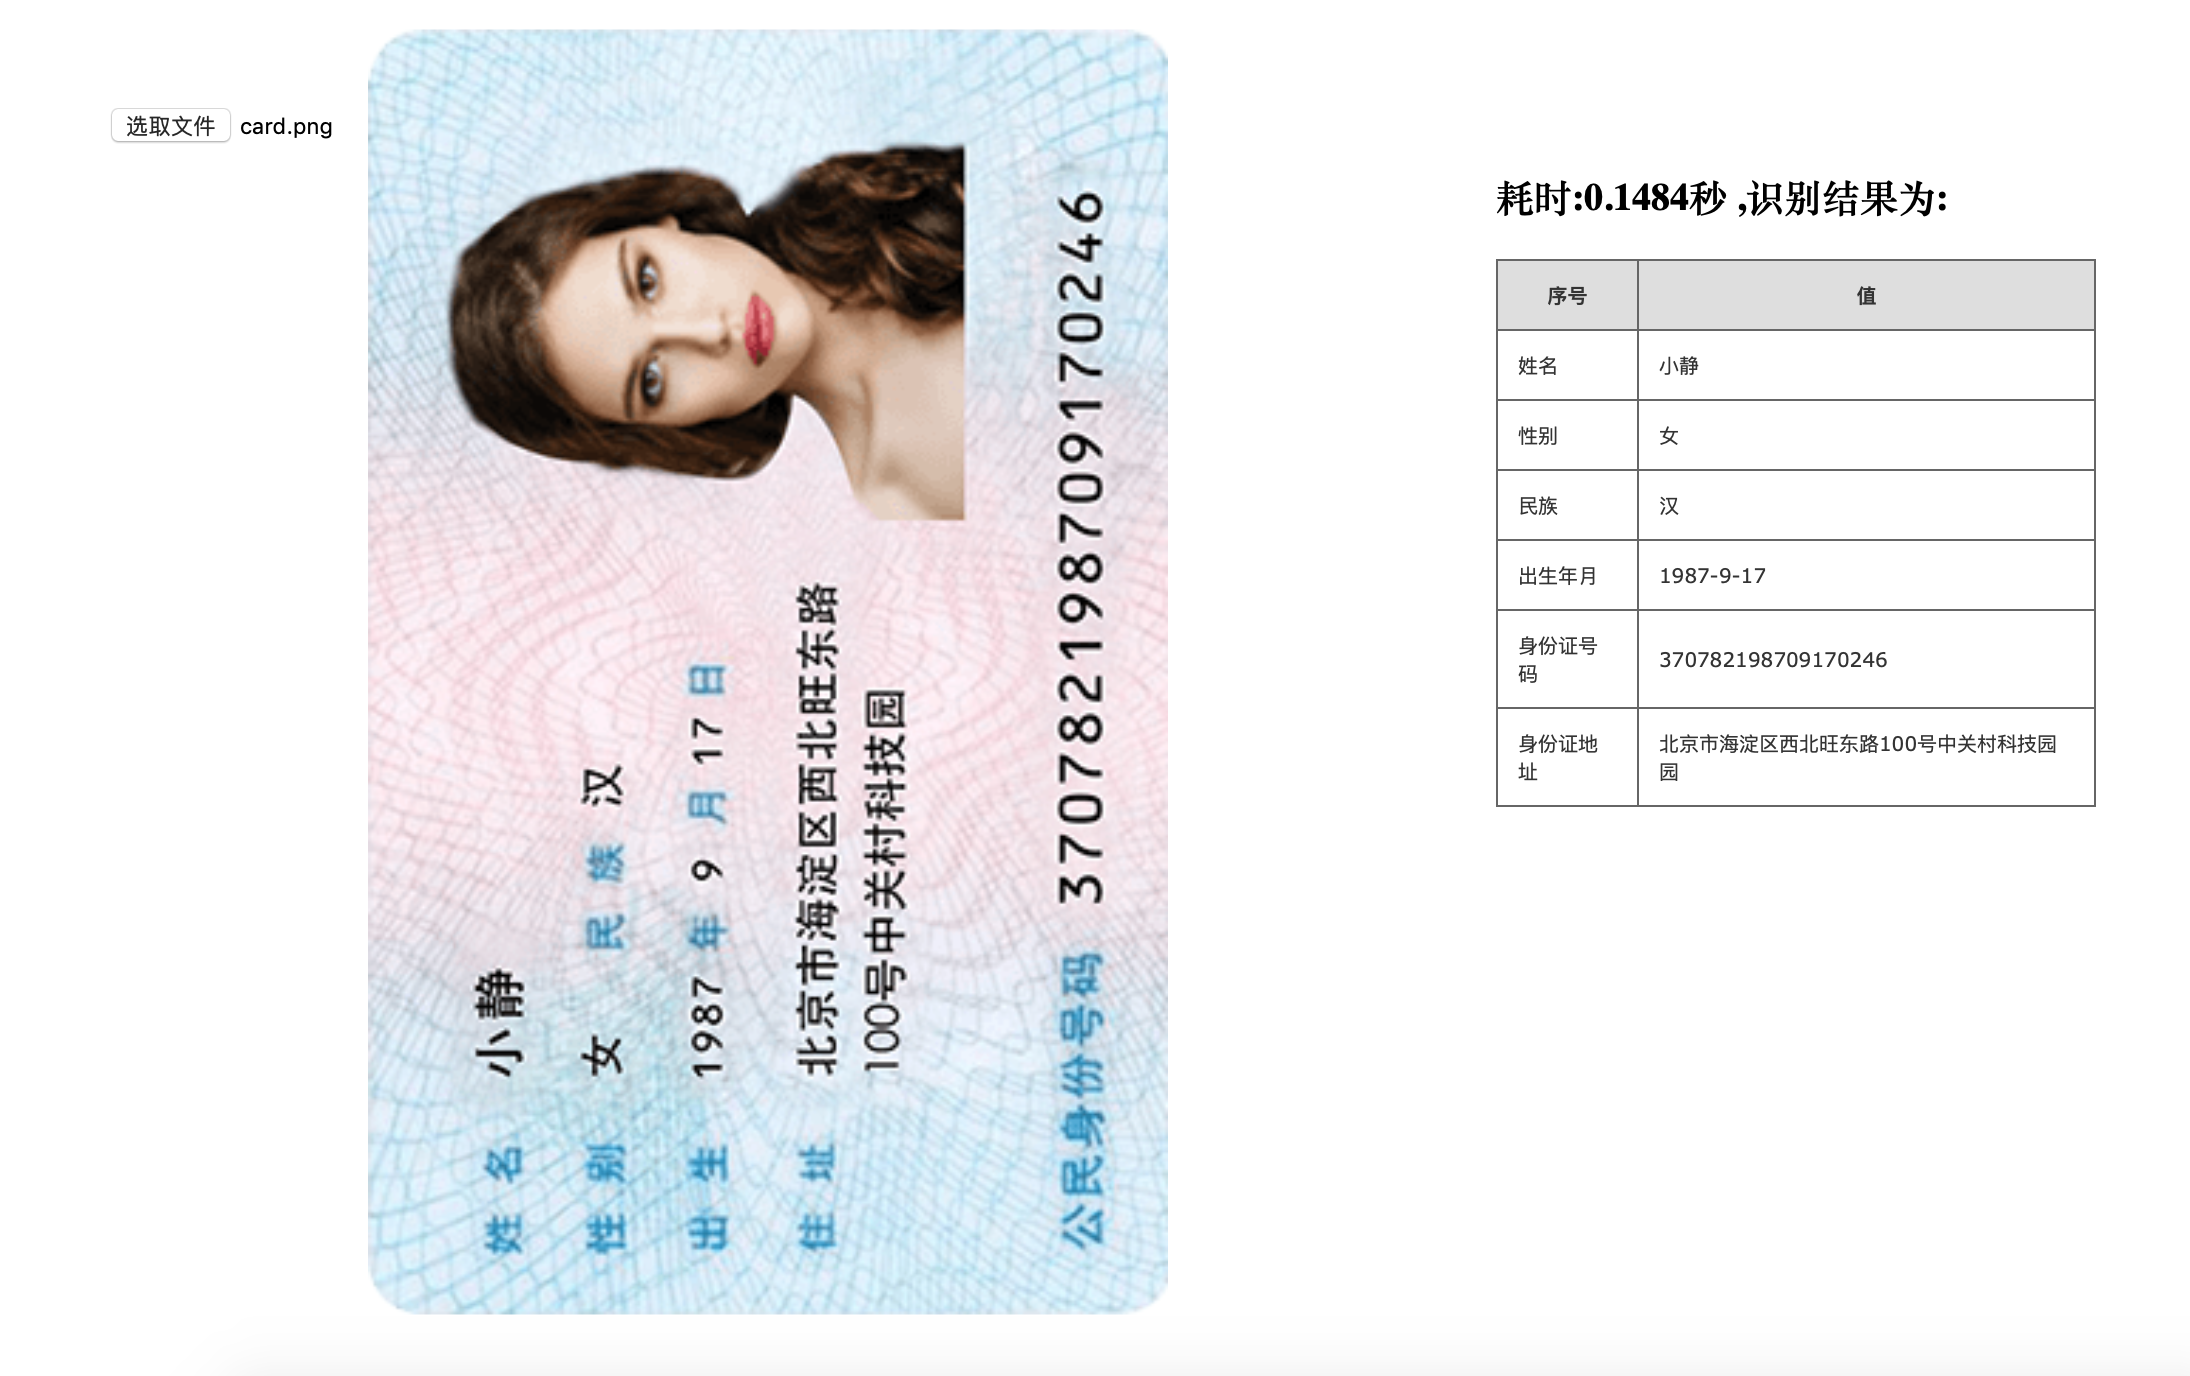 选取文件 card.png
姓 名 小静
性 别 女 民 族 汉
出 生 1987 年 9 月 17 日
住 址 北京市海淀区西北旺东路
100号中关村科技园
公民身份号码 370782198709170246
耗时:0.1484秒 ,识别结果为:
序号 值
姓名 小静
性别 女
民族 汉
出生年月 1987-9-17
身份证号
码 370782198709170246
身份证地
址 北京市海淀区西北旺东路100号中关村科技园
园